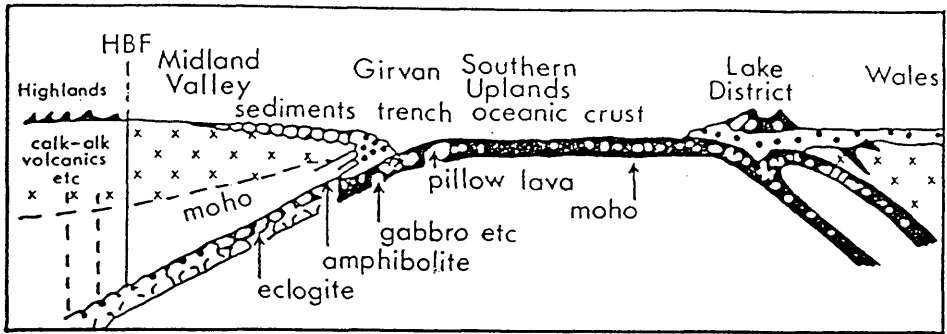 HBF
Midland
Valley
Girvan
Southern
Uplands
Lake
District
Wales
Highlands
sediments trench oceanic crust
calk-alk
volcanics
etc
moho
pillow lava
moho
gabbro etc
amphibolite
eclogite